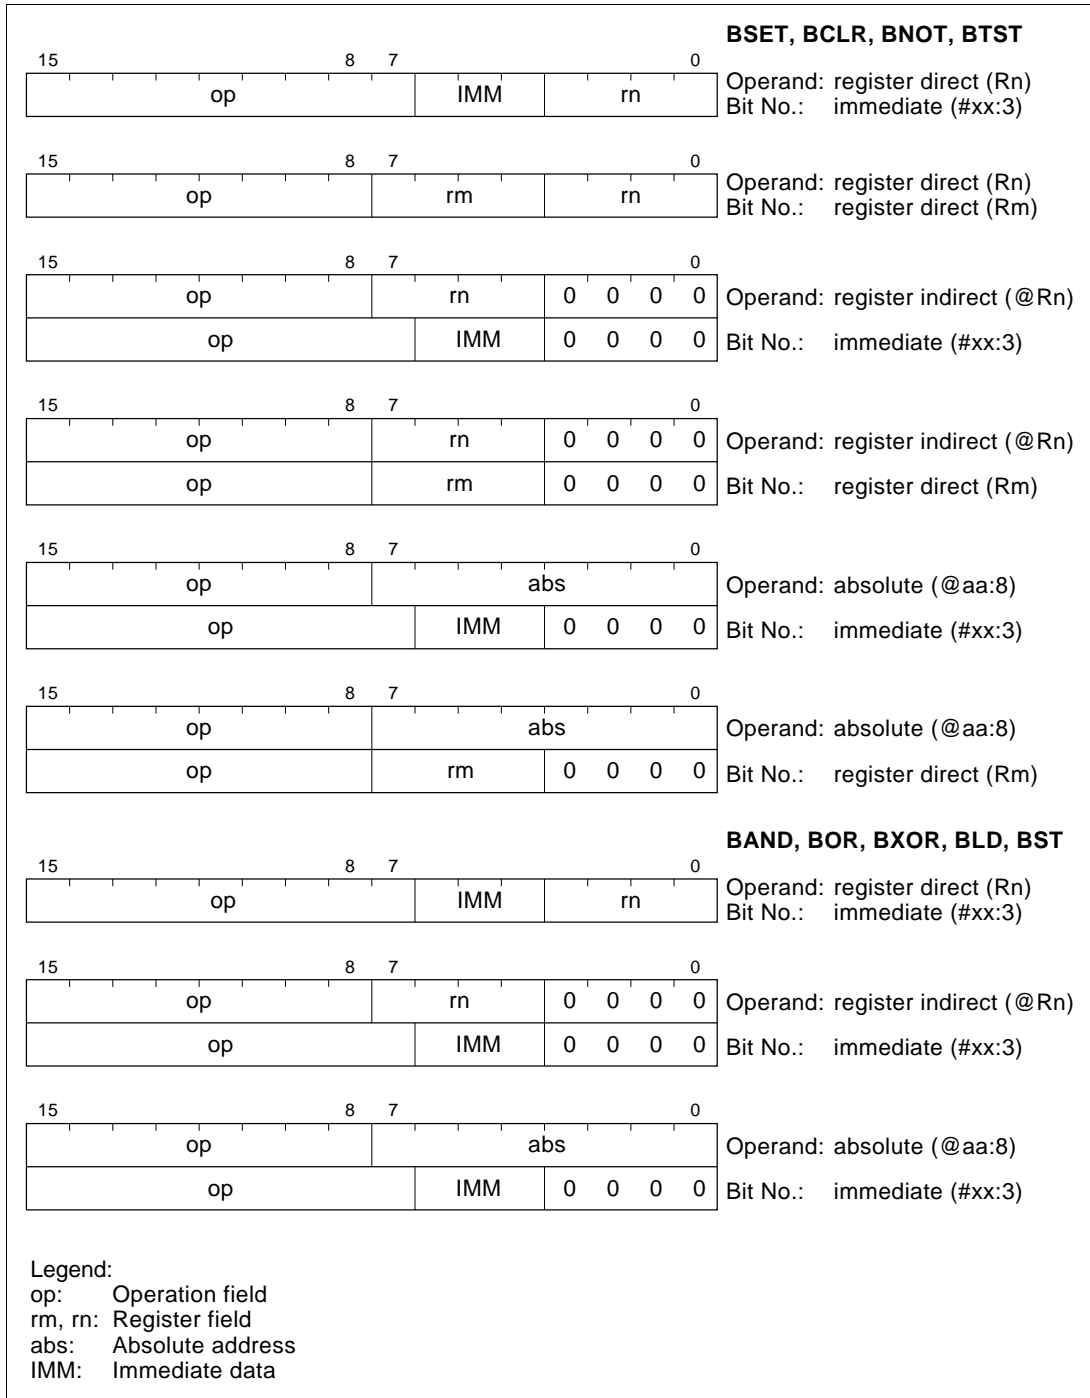 BSET, BCLR, BNOT, BTST
15 8 7 0
op IMM rn
Operand: register direct (Rn)
Bit No.: immediate (#xx:3)
15 8 7 0
op rm rn
Operand: register direct (Rn)
Bit No.: register direct (Rm)
15 8 7 0
op rn 0 0 0 0 Operand: register indirect (@Rn)
op IMM 0 0 0 0 Bit No.: immediate (#xx:3)
15 8 7 0
op rn 0 0 0 0 Operand: register indirect (@Rn)
op rm 0 0 0 0 Bit No.: register direct (Rm)
15 8 7 0
op abs Operand: absolute (@aa:8)
op IMM 0 0 0 0 Bit No.: immediate (#xx:3)
15 8 7 0
op abs Operand: absolute (@aa:8)
op rm 0 0 0 0 Bit No.: register direct (Rm)
BAND, BOR, BXOR, BLD, BST
15 8 7 0
op IMM rn
Operand: register direct (Rn)
Bit No.: immediate (#xx:3)
15 8 7 0
op rn 0 0 0 0 Operand: register indirect (@Rn)
op IMM 0 0 0 0 Bit No.: immediate (#xx:3)
15 8 7 0
op abs Operand: absolute (@aa:8)
op IMM 0 0 0 0 Bit No.: immediate (#xx:3)
Legend:
op: Operation field
rm, rn: Register field
abs: Absolute address
IMM: Immediate data